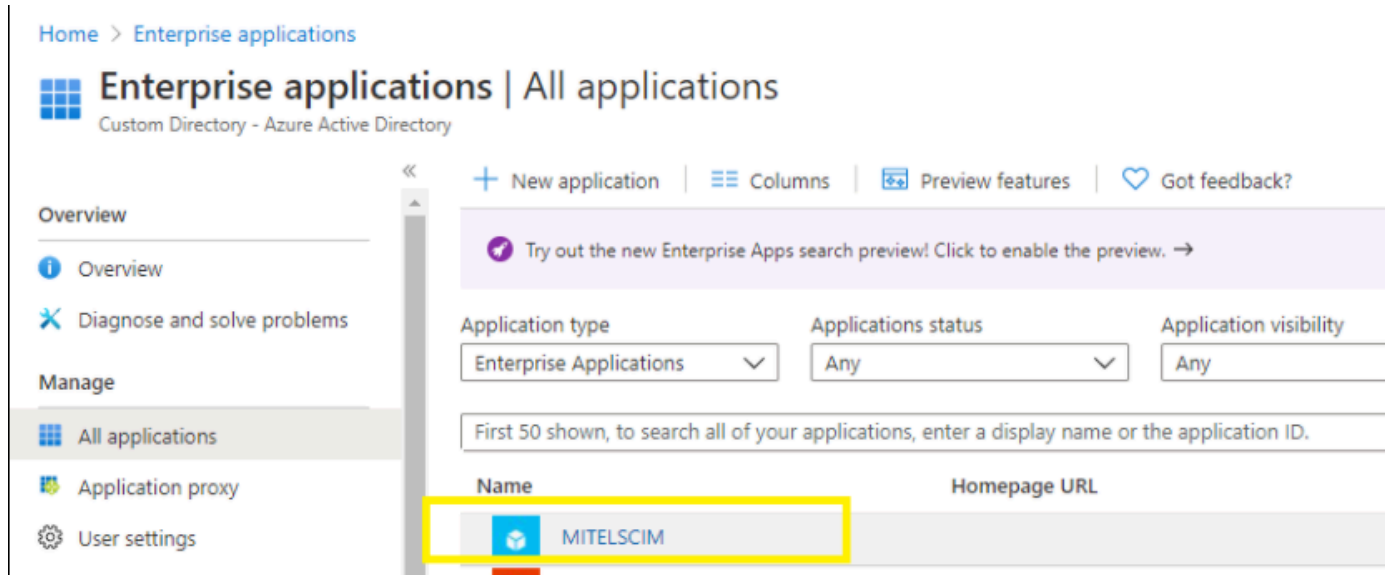 Home > Enterprise applications
Enterprise applications | All applications
Custom Directory - Azure Active Directory
Overview
Overview
Diagnose and solve problems
Manage
All applications
Application proxy
User settings
New application
Columns
Preview features
Got feedback?
Try out the new Enterprise Apps search preview! Click to enable the preview. →
Application type
Applications status
Application visibility
Enterprise Applications
Any
Any
First 50 shown, to search all of your applications, enter a display name or the application ID.
Name
Homepage URL
MITELSCIM